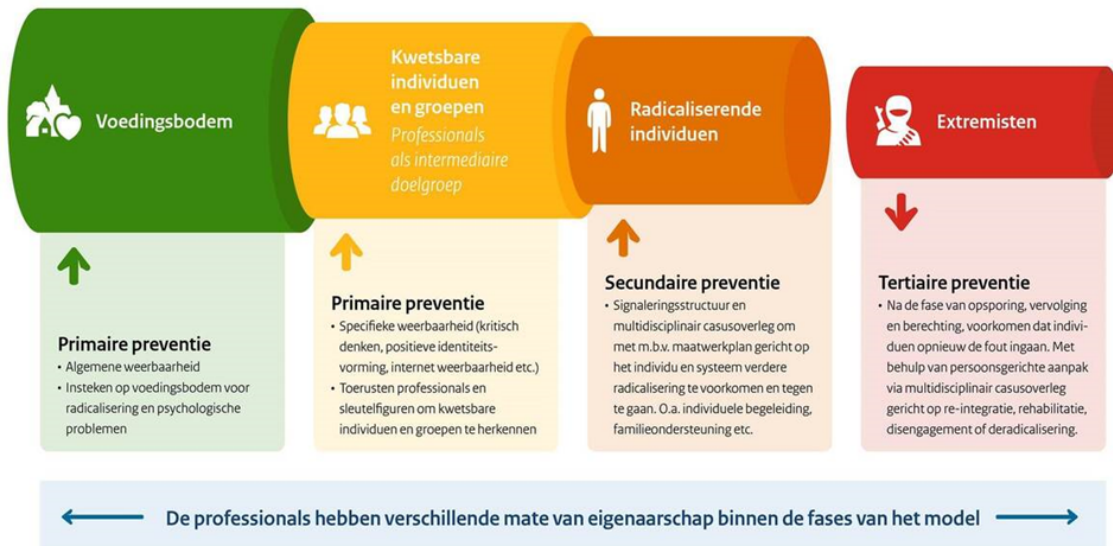 Voedingsbodem
Kwetsbare
individuen
en groepen
Professionals
als intermediaire
doelgroep
Radicaliserende
individuen
Extremisten
Primaire preventie
• Algemene weerbaarheid
• Insteken op voedingsbodem voor
radicalisering en psychologische
problemen
Primaire preventie
• Specifieke weerbaarheid (kritisch
denken, positieve identiteits-
vorming, internet weerbaarheid etc.)
• Toerusten professionals en
sleutelfiguren om kwetsbare
individuen en groepen te herkennen
Secundaire preventie
• Signaleringsstructuur en
multidisciplinair casusoverleg om
met m.b.v. maatwerkplan gericht op
het individu en systeem verdere
radicalisering te voorkomen en tegen
te gaan. O.a. individuele begeleiding,
familieondersteuning etc.
Tertiaire preventie
• Na de fase van opsporing, vervolging
en berechting, voorkomen dat indivi-
duen opnieuw de fout ingaan. Met
behulp van persoonsgerichte aanpak
via multidisciplinair casusoverleg
gericht op re-integratie, rehabilitatie,
disengagement of deradicalisering.
De professionals hebben verschillende mate van eigenaarschap binnen de fases van het model